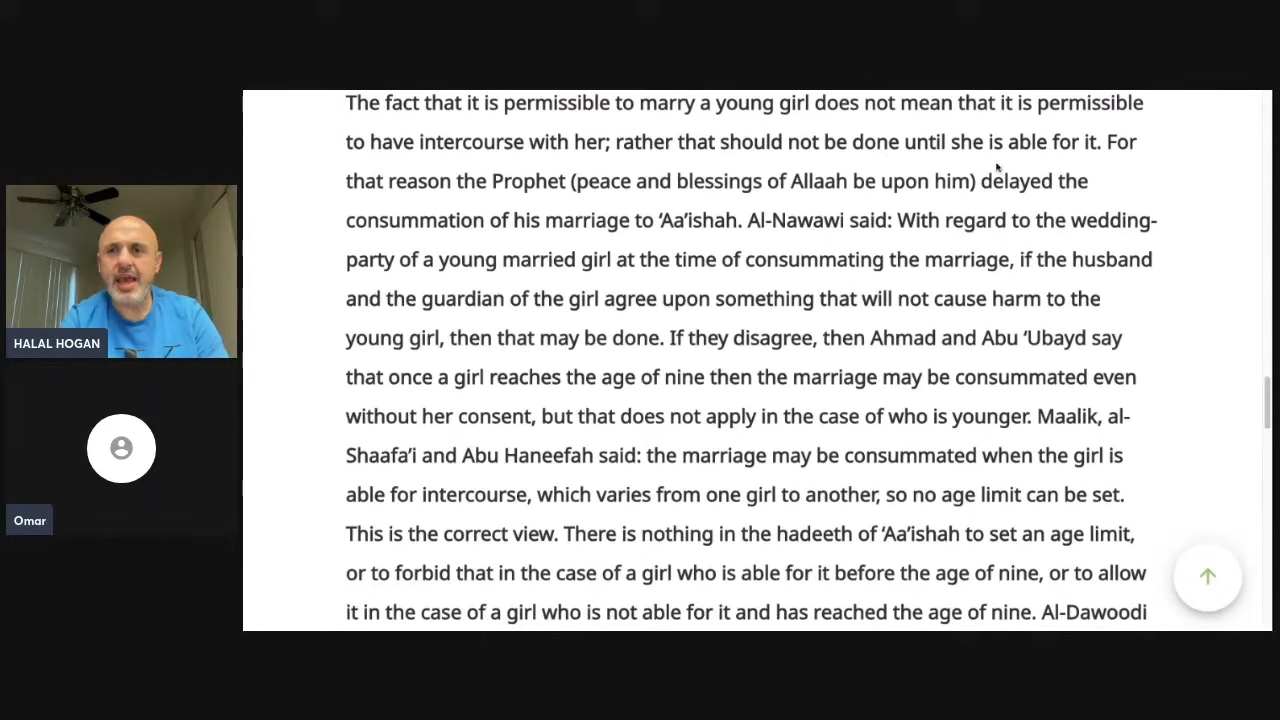 The fact that it is permissible to marry a young girl does not mean that it is permissible
to have intercourse with her; rather that should not be done until she is able for it. For
that reason the Prophet (peace and blessings of Allaah be upon him) delayed the
consummation of his marriage to ‘Aa’ishah. Al-Nawawi said: With regard to the wedding-
party of a young married girl at the time of consummating the marriage, if the husband
and the guardian of the girl agree upon something that will not cause harm to the
young girl, then that may be done. If they disagree, then Ahmad and Abu ‘Ubayd say
that once a girl reaches the age of nine then the marriage may be consummated even
without her consent, but that does not apply in the case of who is younger. Maalik, al-
Shaafa’i and Abu Haneefah said: the marriage may be consummated when the girl is
able for intercourse, which varies from one girl to another, so no age limit can be set.
This is the correct view. There is nothing in the hadeeth of ‘Aa’ishah to set an age limit,
or to forbid that in the case of a girl who is able for it before the age of nine, or to allow
it in the case of a girl who is not able for it and has reached the age of nine. Al-Dawoodi
HALAL HOGAN
Omar